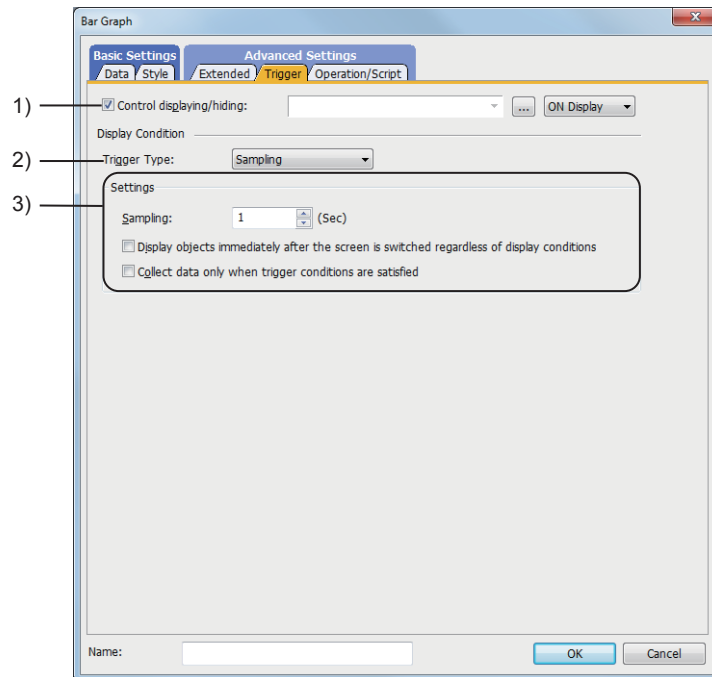 Bar Graph
x
Basic Settings Advanced Settings
Data Style Extended Trigger Operation/Script
1) Control displaying/hiding: ... ON Display
Display Condition
2) Trigger Type: Sampling
3) Settings
Sampling: 1 (Sec)
Display objects immediately after the screen is switched regardless of display conditions
Collect data only when trigger conditions are satisfied
Name: OK Cancel